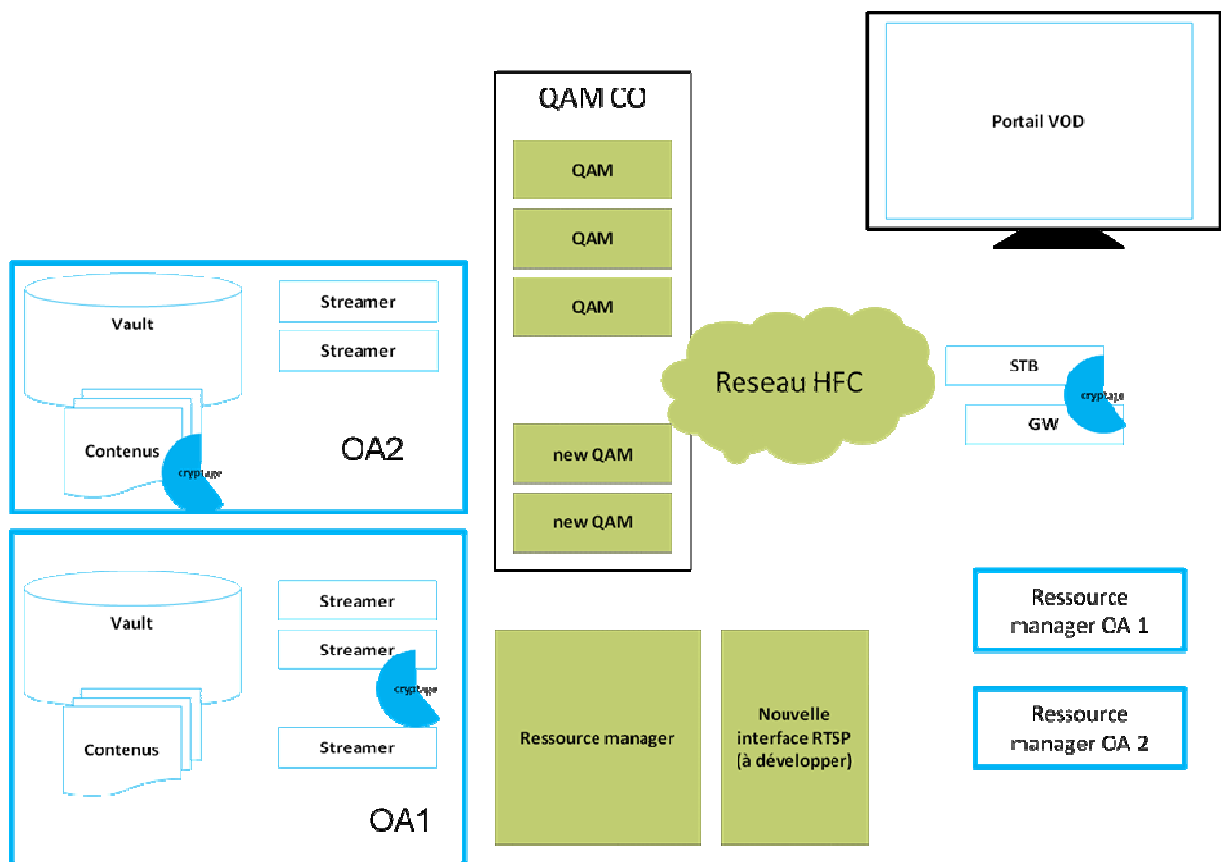 QAM CO
QAM
QAM
QAM
new QAM
new QAM
Portail VOD
Reseau HFC
STB
cryptage
GW
Vault
Streamer
Streamer
Contenus
cryptage
OA2
Vault
Streamer
Streamer
cryptage
Streamer
Contenus
OA1
Ressource manager
Nouvelle
interface RTSP
(à développer)
Ressource
manager OA 1
Ressource
manager OA 2